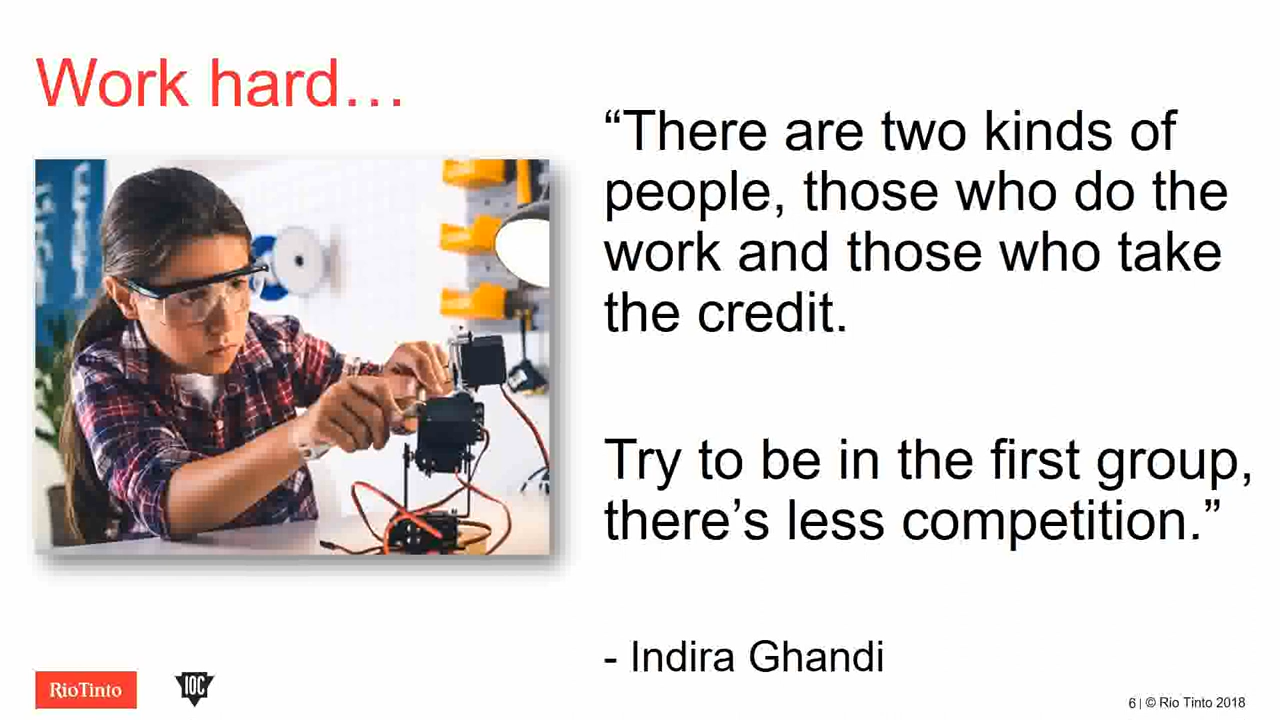 Work hard…
“There are two kinds of
people, those who do the
work and those who take
the credit.
Try to be in the first group,
there’s less competition.”
- Indira Ghandi
RioTinto
IOC
6 | © Rio Tinto 2018